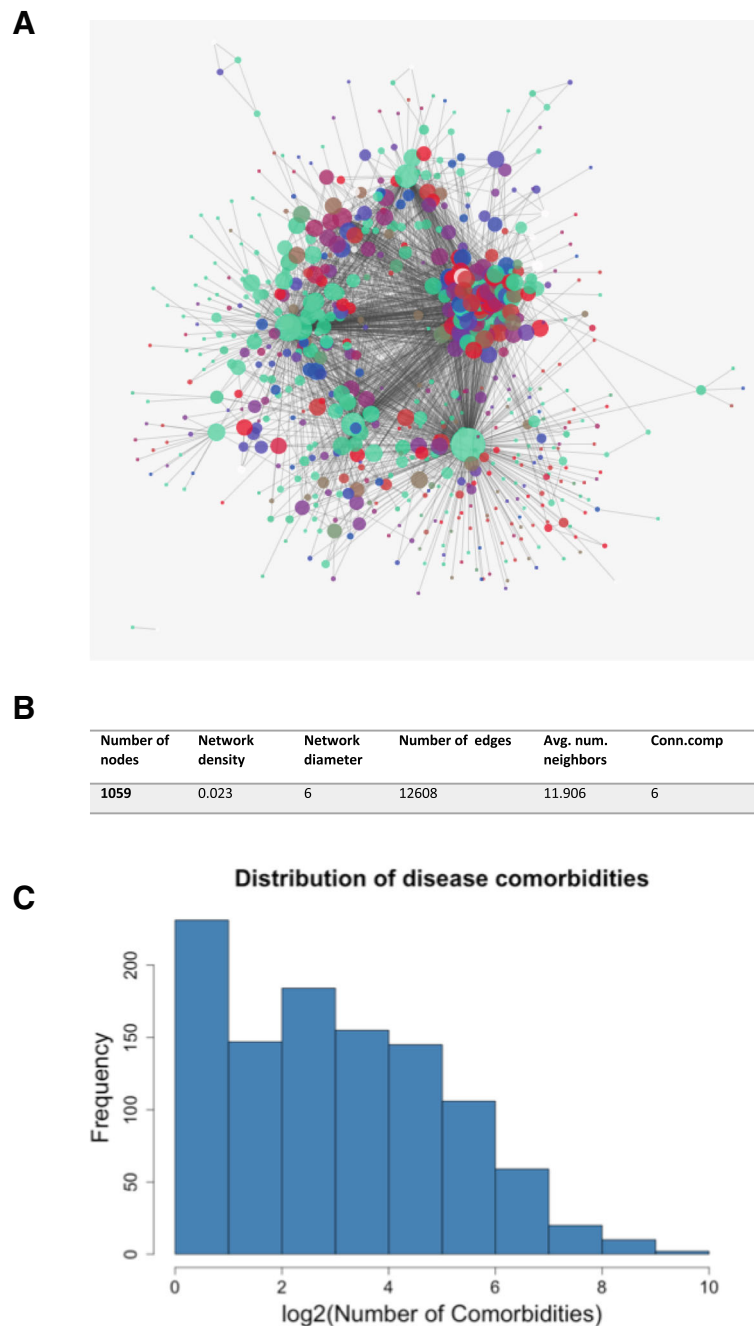 A
B
Number of Network Network Number of edges Avg. num. Conn.comp
nodes density diameter neighbors
1059 0.023 6 12608 11.906 6
C
Distribution of disease comorbidities
Frequency
200
150
100
50
0
0 2 4 6 8 10
log2(Number of Comorbidities)